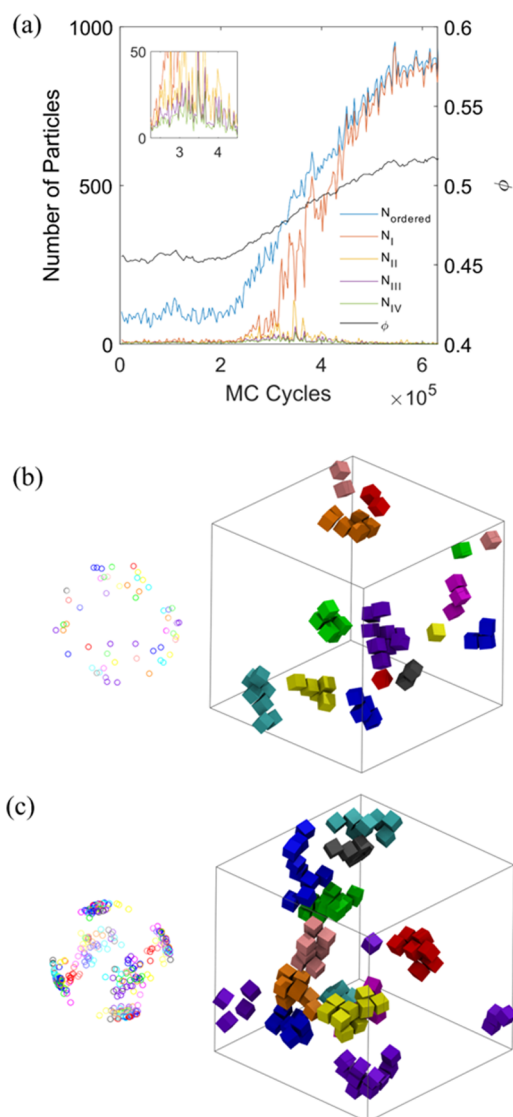 (a)
1000
500
0
Number of Particles
50
0
3 4
0.6
0.55
0.5
0.45
0.4
ϕ
N_ordered
N_I
N_II
N_III
N_IV
ϕ
0 2 4 6
MC Cycles ×10^5
(b)
(c)